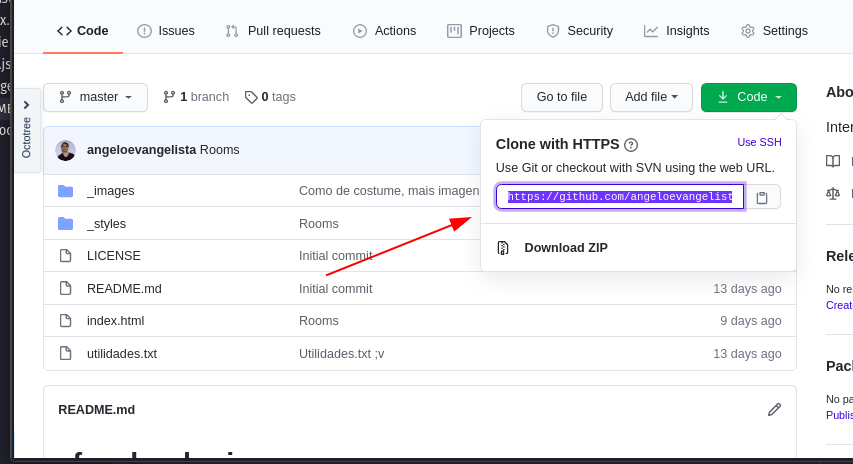 Code Issues Pull requests Actions Projects Security Insights Settings
master 1 branch 0 tags Go to file Add file Code
Octotree
angeloevangelista Rooms
_images Como de costume, mais imagen
_styles Rooms
LICENSE Initial commit
README.md Initial commit 13 days ago
index.html Rooms 9 days ago
utilidades.txt Utilidades.txt ;v 13 days ago
Clone with HTTPS Use SSH
Use Git or checkout with SVN using the web URL.
https://github.com/angeloevangelist
Download ZIP
README.md
Abo
Inter
Rele
No re
Creat
Pac
No pa
Publis